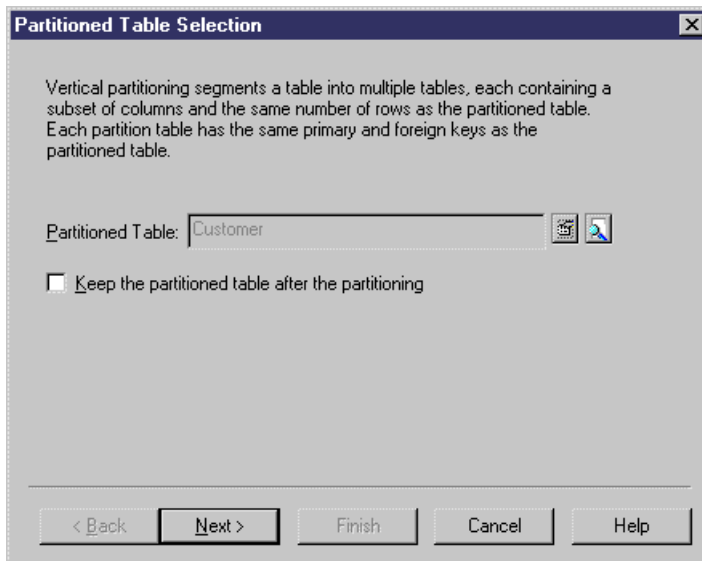 Partitioned Table Selection
Vertical partitioning segments a table into multiple tables, each containing a
subset of columns and the same number of rows as the partitioned table.
Each partition table has the same primary and foreign keys as the
partitioned table.
Partitioned Table: Customer
Keep the partitioned table after the partitioning
< Back Next > Finish Cancel Help